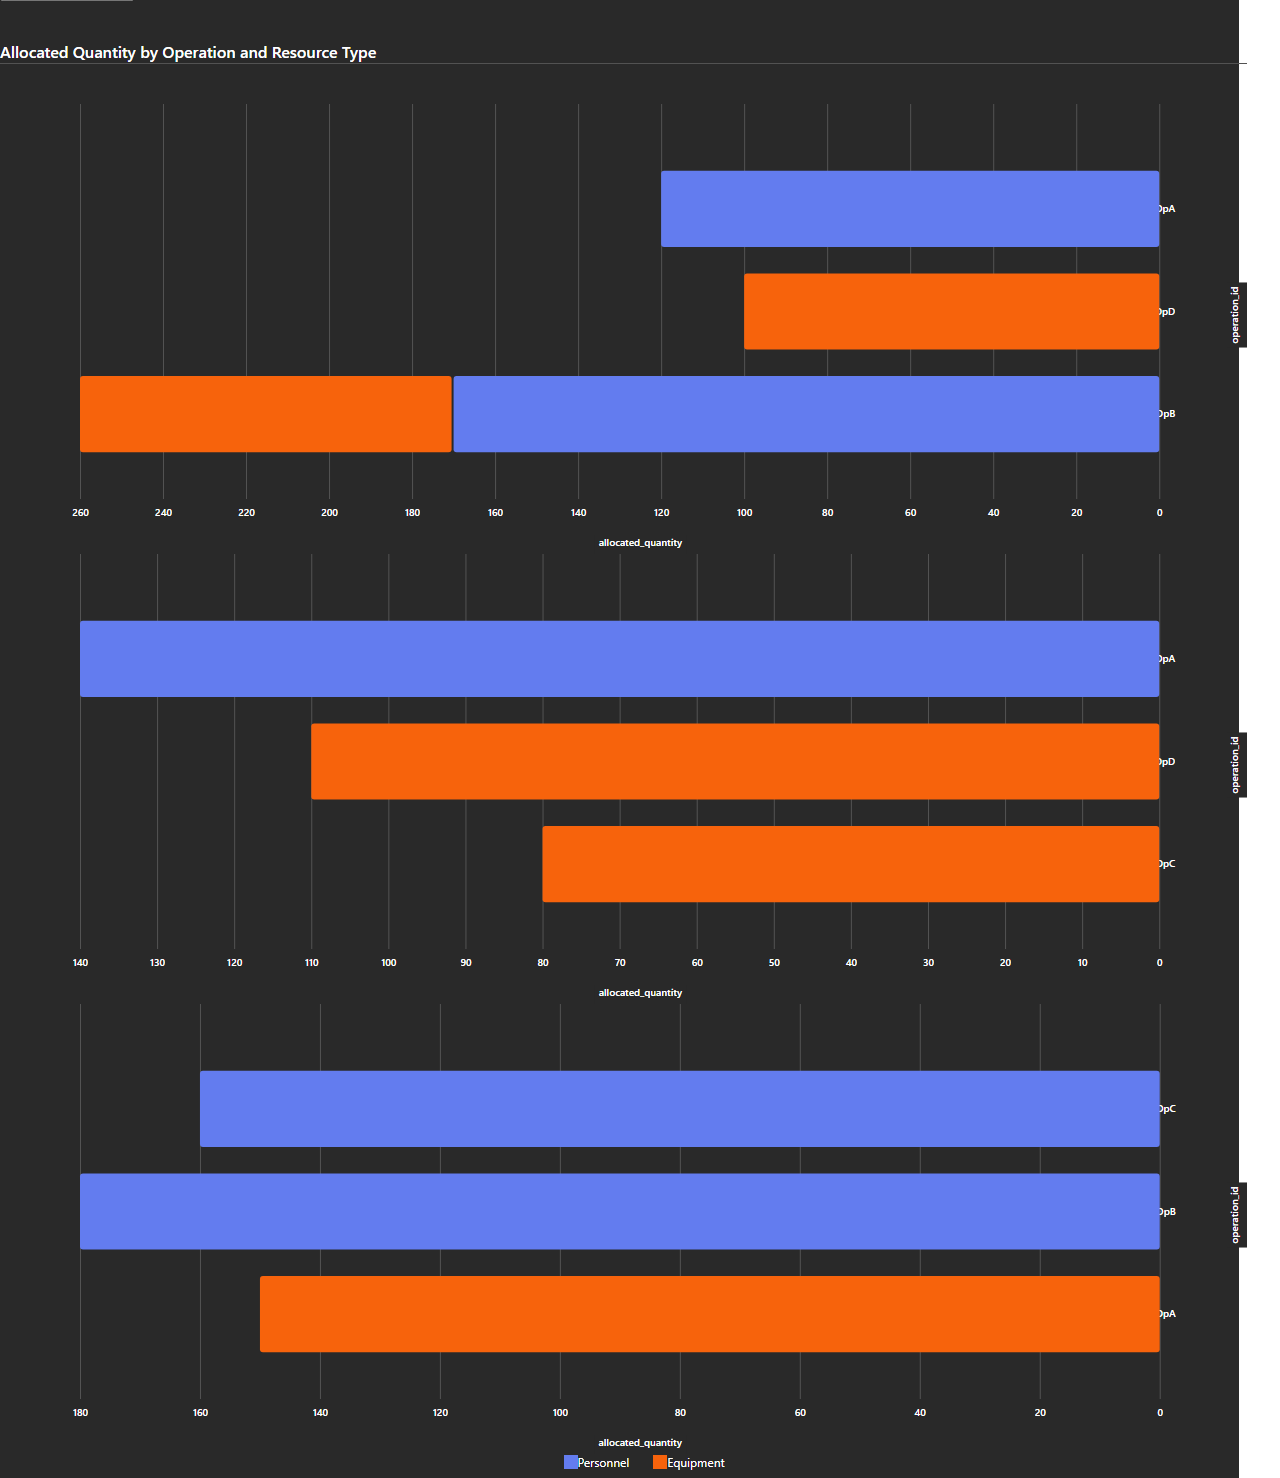 Allocated Quantity by Operation and Resource Type
OpA
OpD
OpB
operation_id
260 240 220 200 180 160 140 120 100 80 60 40 20 0
allocated_quantity
OpA
OpD
OpC
operation_id
140 130 120 110 100 90 80 70 60 50 40 30 20 10 0
allocated_quantity
OpC
OpB
OpA
operation_id
180 160 140 120 100 80 60 40 20 0
allocated_quantity
Personnel Equipment